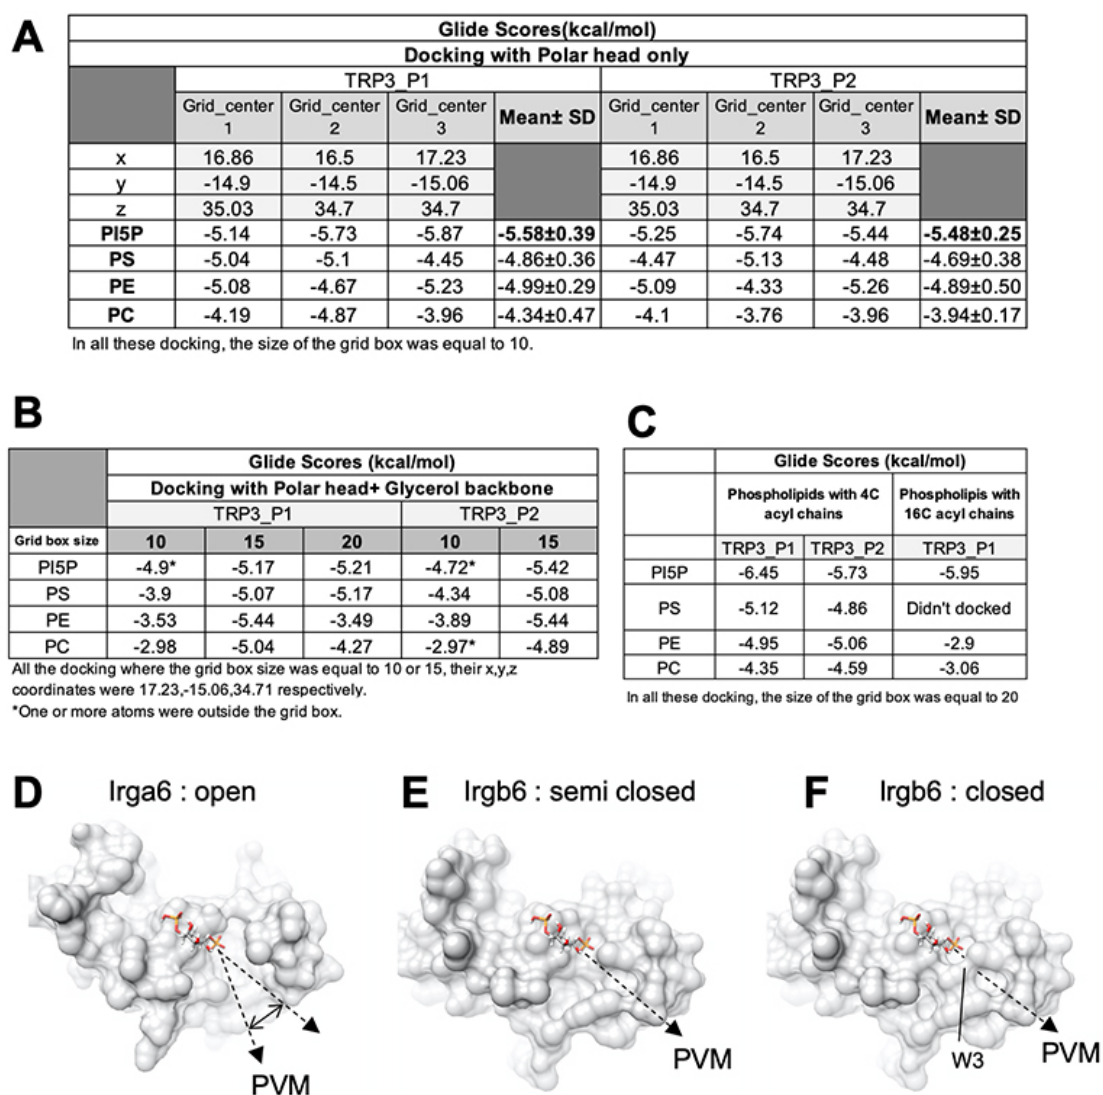 A
Glide Scores(kcal/mol)
Docking with Polar head only
TRP3_P1 TRP3_P2
Grid_center 1 Grid_center 2 Grid_center 3 Mean± SD Grid_center 1 Grid_center 2 Grid_center 3 Mean± SD
x 16.86 16.5 17.23 16.86 16.5 17.23
y -14.9 -14.5 -15.06 -14.9 -14.5 -15.06
z 35.03 34.7 34.7 35.03 34.7 34.7
PI5P -5.14 -5.73 -5.87 -5.58±0.39 -5.25 -5.74 -5.44 -5.48±0.25
PS -5.04 -5.1 -4.45 -4.86±0.36 -4.47 -5.13 -4.48 -4.69±0.38
PE -5.08 -4.67 -5.23 -4.99±0.29 -5.09 -4.33 -5.26 -4.89±0.50
PC -4.19 -4.87 -3.96 -4.34±0.47 -4.1 -3.76 -3.96 -3.94±0.17
In all these docking, the size of the grid box was equal to 10.
B
Glide Scores (kcal/mol)
Docking with Polar head+ Glycerol backbone
TRP3_P1 TRP3_P2
Grid box size 10 15 20 10 15
PI5P -4.9* -5.17 -5.21 -4.72* -5.42
PS -3.9 -5.07 -5.17 -4.34 -5.08
PE -3.53 -5.44 -3.49 -3.89 -5.44
PC -2.98 -5.04 -4.27 -2.97* -4.89
All the docking where the grid box size was equal to 10 or 15, their x,y,z
coordinates were 17.23,-15.06,34.71 respectively.
*One or more atoms were outside the grid box.
C
Glide Scores (kcal/mol)
Phospholipids with 4C acyl chains Phospholipis with 16C acyl chains
TRP3_P1 TRP3_P2 TRP3_P1
PI5P -6.45 -5.73 -5.95
PS -5.12 -4.86 Didn't docked
PE -4.95 -5.06 -2.9
PC -4.35 -4.59 -3.06
In all these docking, the size of the grid box was equal to 20
D Irga6 : open
PVM
E Irgb6 : semi closed
PVM
F Irgb6 : closed
W3
PVM